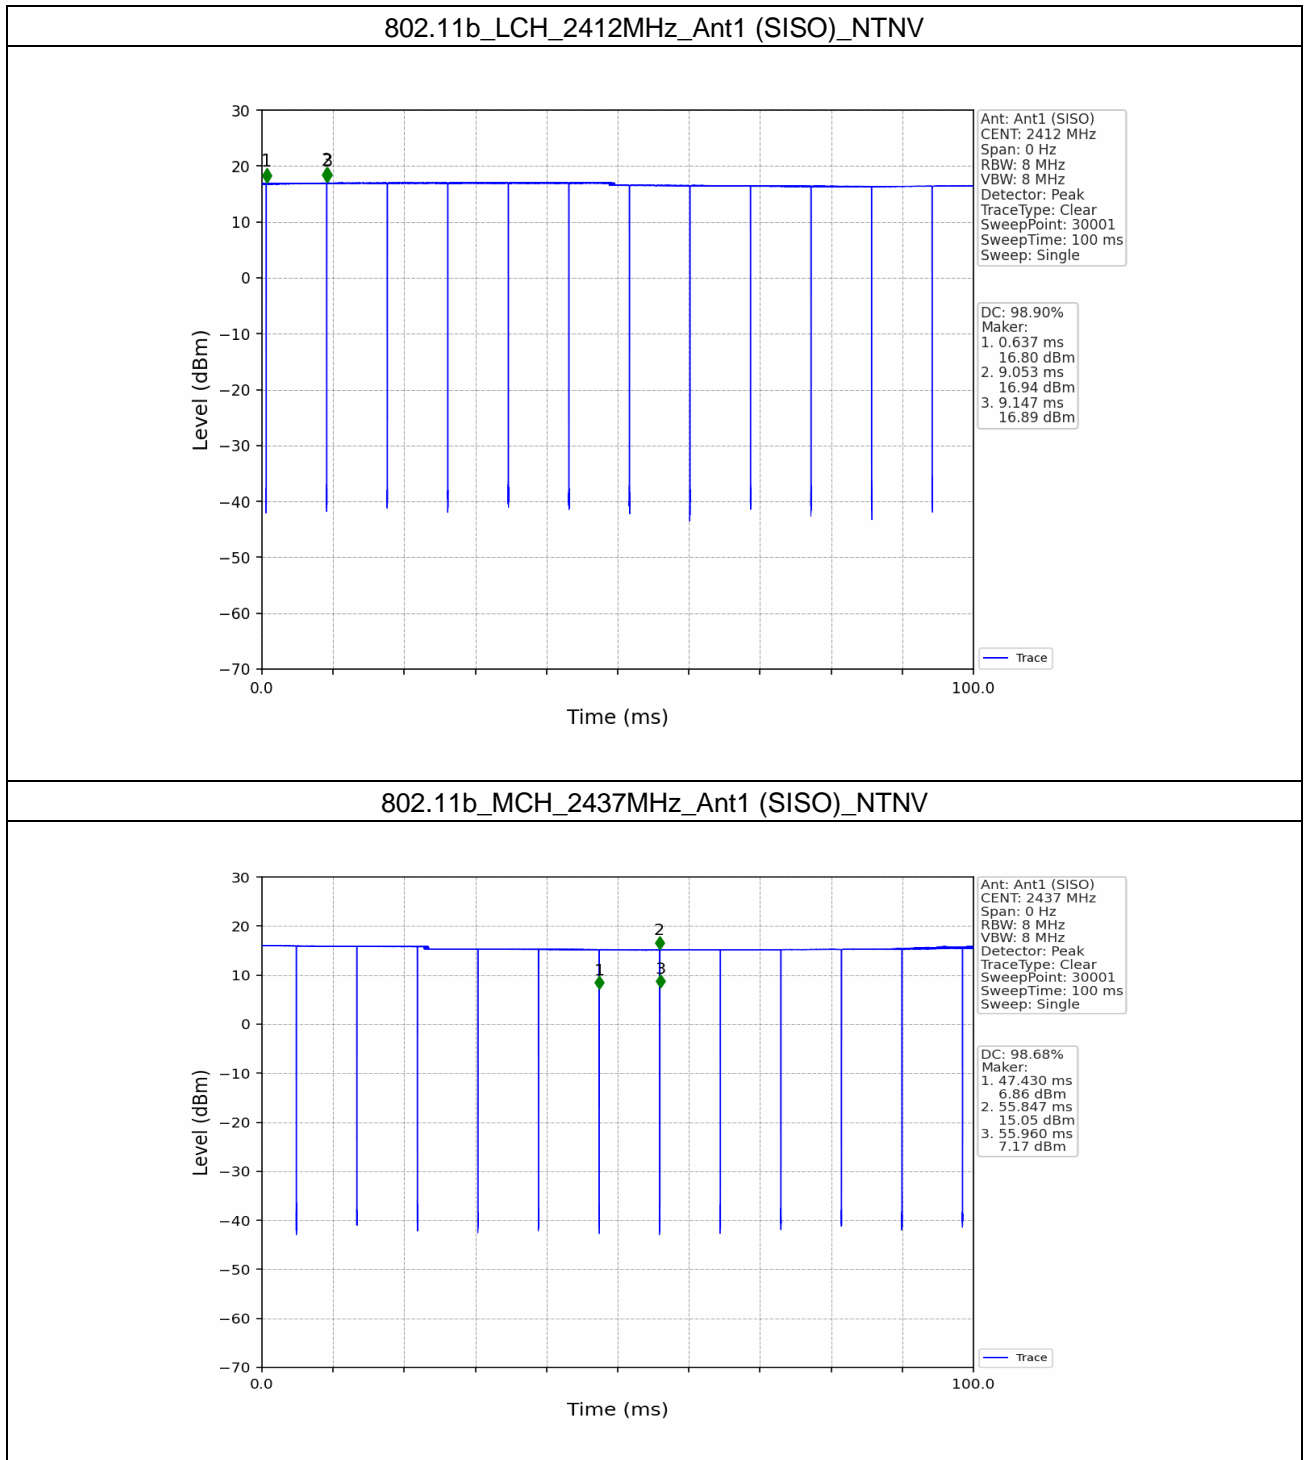 802.11b_LCH_2412MHz_Ant1 (SISO)_NTNV
30
20
10
0
−10
−20
−30
−40
−50
−60
−70
Level (dBm)
1
2
3
0.0
100.0
Time (ms)
Ant: Ant1 (SISO)
CENT: 2412 MHz
Span: 0 Hz
RBW: 8 MHz
VBW: 8 MHz
Detector: Peak
TraceType: Clear
SweepPoint: 30001
SweepTime: 100 ms
Sweep: Single
DC: 98.90%
Maker:
1. 0.637 ms
16.80 dBm
2. 9.053 ms
16.94 dBm
3. 9.147 ms
16.89 dBm
Trace
802.11b_MCH_2437MHz_Ant1 (SISO)_NTNV
30
20
10
0
−10
−20
−30
−40
−50
−60
−70
Level (dBm)
1
2
3
0.0
100.0
Time (ms)
Ant: Ant1 (SISO)
CENT: 2437 MHz
Span: 0 Hz
RBW: 8 MHz
VBW: 8 MHz
Detector: Peak
TraceType: Clear
SweepPoint: 30001
SweepTime: 100 ms
Sweep: Single
DC: 98.68%
Maker:
1. 47.430 ms
6.86 dBm
2. 55.847 ms
15.05 dBm
3. 55.960 ms
7.17 dBm
Trace